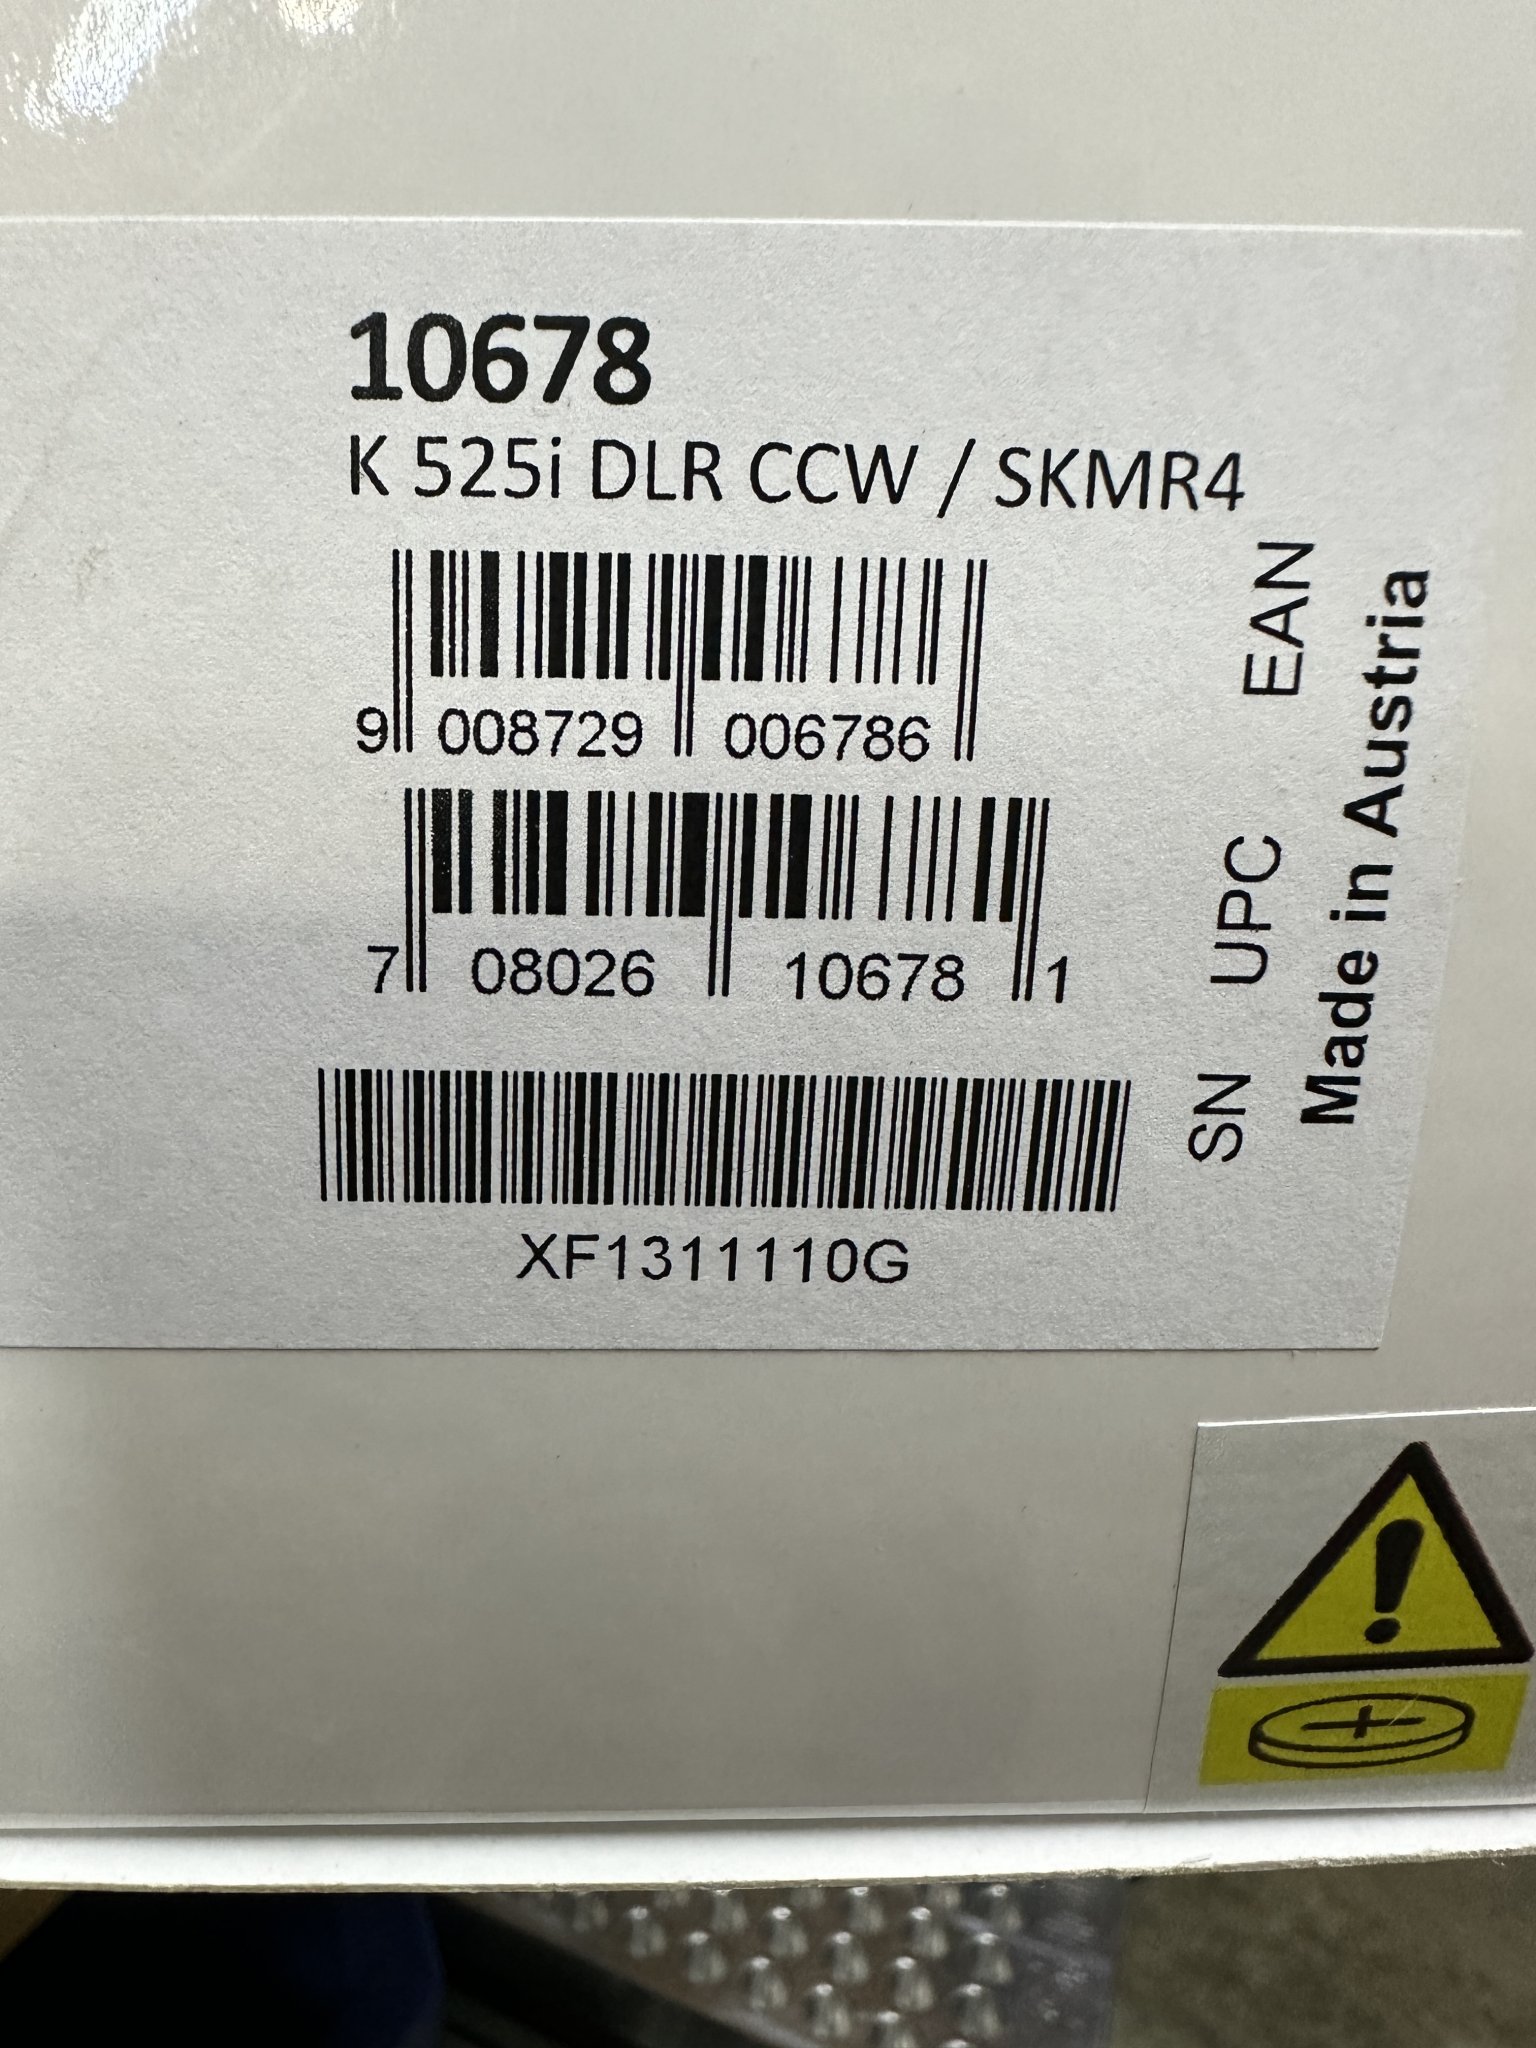 10678
K 525i DLR CCW / SKMR4
9 008729 006786
EAN
7 08026 10678 1
UPC
XF1311110G
SN
Made in Austria